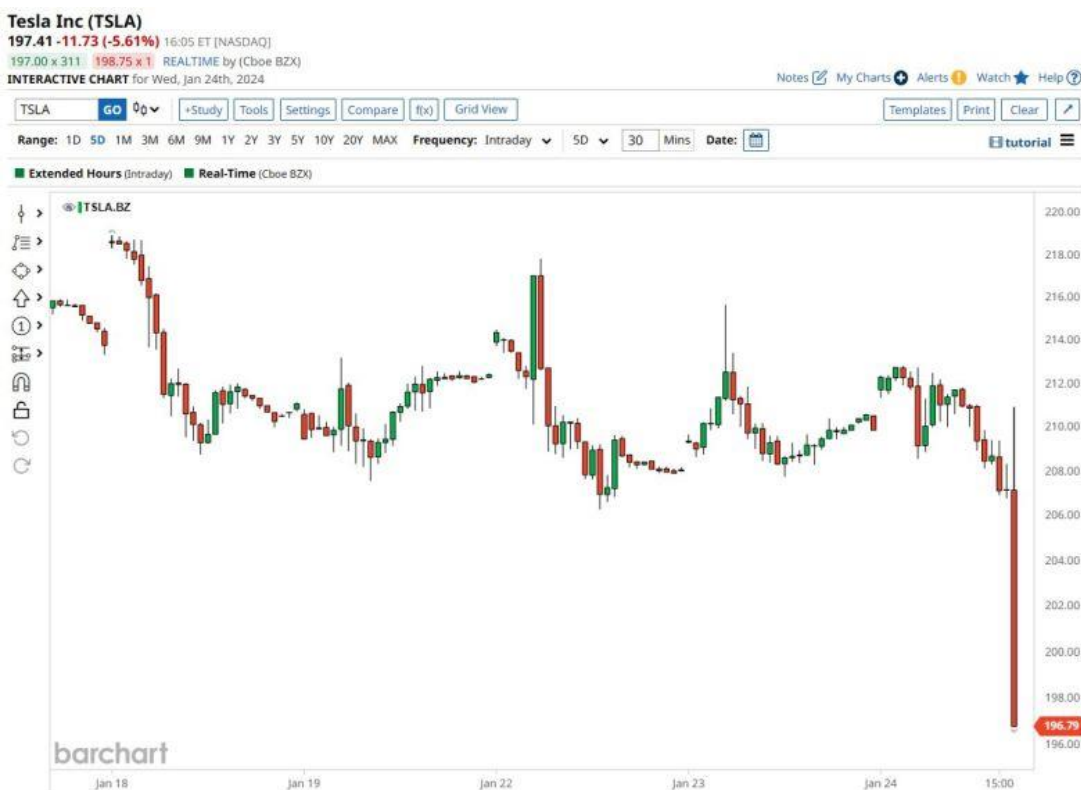 Tesla Inc (TSLA)
197.41 -11.73 (-5.61%) 16:05 ET [NASDAQ]
197.00 x 311 198.75 x 1 REALTIME by (Cboe BZX)
INTERACTIVE CHART for Wed, Jan 24th, 2024
Notes My Charts Alerts Watch Help
TSLA GO +Study Tools Settings Compare f(x) Grid View Templates Print Clear
Range: 1D 5D 1M 3M 6M 9M 1Y 2Y 3Y 5Y 10Y 20Y MAX Frequency: Intraday 5D 30 Mins Date: tutorial
Extended Hours (Intraday) Real-Time (Cboe BZX)
TSLA.BZ
220.00
218.00
216.00
214.00
212.00
210.00
208.00
206.00
204.00
202.00
200.00
198.00
196.79
196.00
barchart
Jan 18 Jan 19 Jan 22 Jan 23 Jan 24 15:00